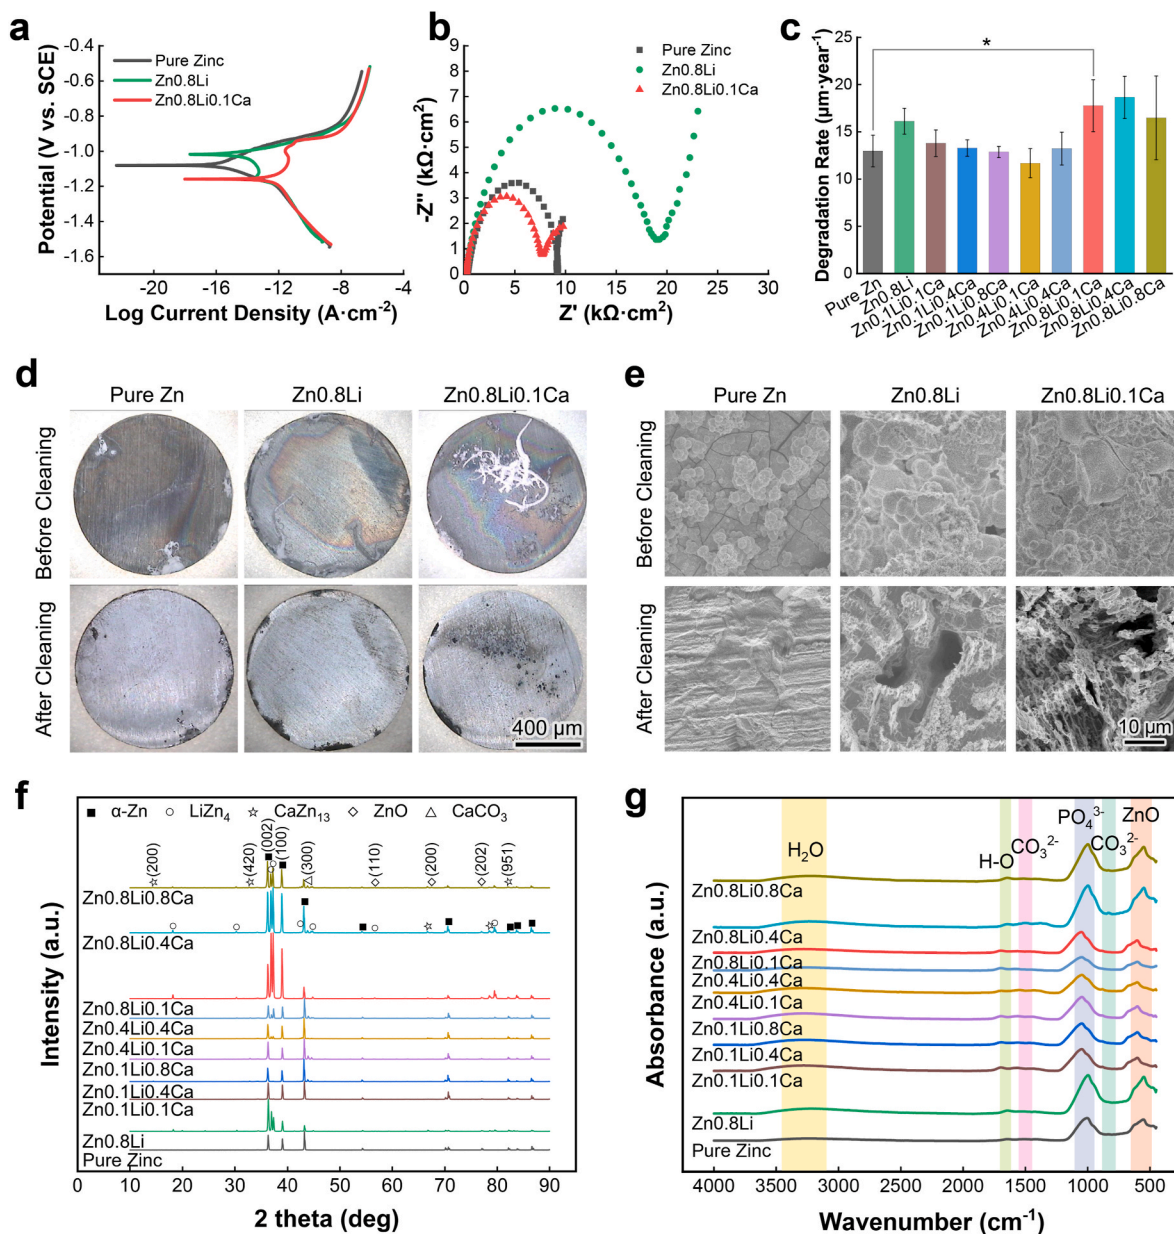 a
Potential (V vs. SCE)
-0.4
-0.6
-0.8
-1.0
-1.2
-1.4
-1.6
Pure Zinc
Zn0.8Li
Zn0.8Li0.1Ca
-20
-16
-12
-8
-4
Log Current Density (A·cm-2)
b
-Z'' (kΩ·cm2)
9
8
7
6
5
4
3
2
1
0
Pure Zinc
Zn0.8Li
Zn0.8Li0.1Ca
0
5
10
15
20
25
30
Z' (kΩ·cm2)
c
Degradation Rate (μm·year-1)
25
20
15
10
5
0
*
Pure Zn
Zn0.8Li
Zn0.1Li0.1Ca
Zn0.1Li0.4Ca
Zn0.1Li0.8Ca
Zn0.4Li0.1Ca
Zn0.4Li0.4Ca
Zn0.8Li0.1Ca
Zn0.8Li0.4Ca
Zn0.8Li0.8Ca
d
Pure Zn
Zn0.8Li
Zn0.8Li0.1Ca
Before Cleaning
After Cleaning
400 μm
e
Pure Zn
Zn0.8Li
Zn0.8Li0.1Ca
Before Cleaning
After Cleaning
10 μm
f
Intensity (a.u.)
α-Zn
LiZn4
CaZn13
ZnO
CaCO3
(200)
(420)
(002)
(100)
(300)
(110)
(200)
(202)
(951)
Zn0.8Li0.8Ca
Zn0.8Li0.4Ca
Zn0.8Li0.1Ca
Zn0.4Li0.4Ca
Zn0.4Li0.1Ca
Zn0.1Li0.8Ca
Zn0.1Li0.4Ca
Zn0.1Li0.1Ca
Zn0.8Li
Pure Zinc
0
10
20
30
40
50
60
70
80
90
2 theta (deg)
g
Absorbance (a.u.)
H2O
H-O
CO32-
PO43-
CO32-
ZnO
Zn0.8Li0.8Ca
Zn0.8Li0.4Ca
Zn0.8Li0.1Ca
Zn0.4Li0.4Ca
Zn0.4Li0.1Ca
Zn0.1Li0.8Ca
Zn0.1Li0.4Ca
Zn0.1Li0.1Ca
Zn0.8Li
Pure Zinc
4000
3500
3000
2500
2000
1500
1000
500
Wavenumber (cm-1)